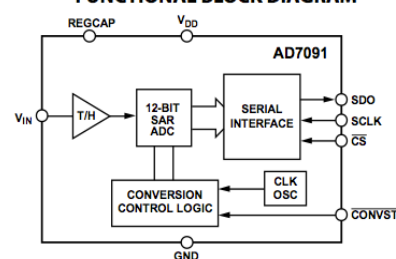 FUNCTIONAL BLOCK DIAGRAM
REGCAP
VDD
AD7091
VIN
T/H
12-BIT
SAR
ADC
SERIAL
INTERFACE
SDO
SCLK
CS
CONVERSION
CONTROL LOGIC
CLK
OSC
CONVST
GND